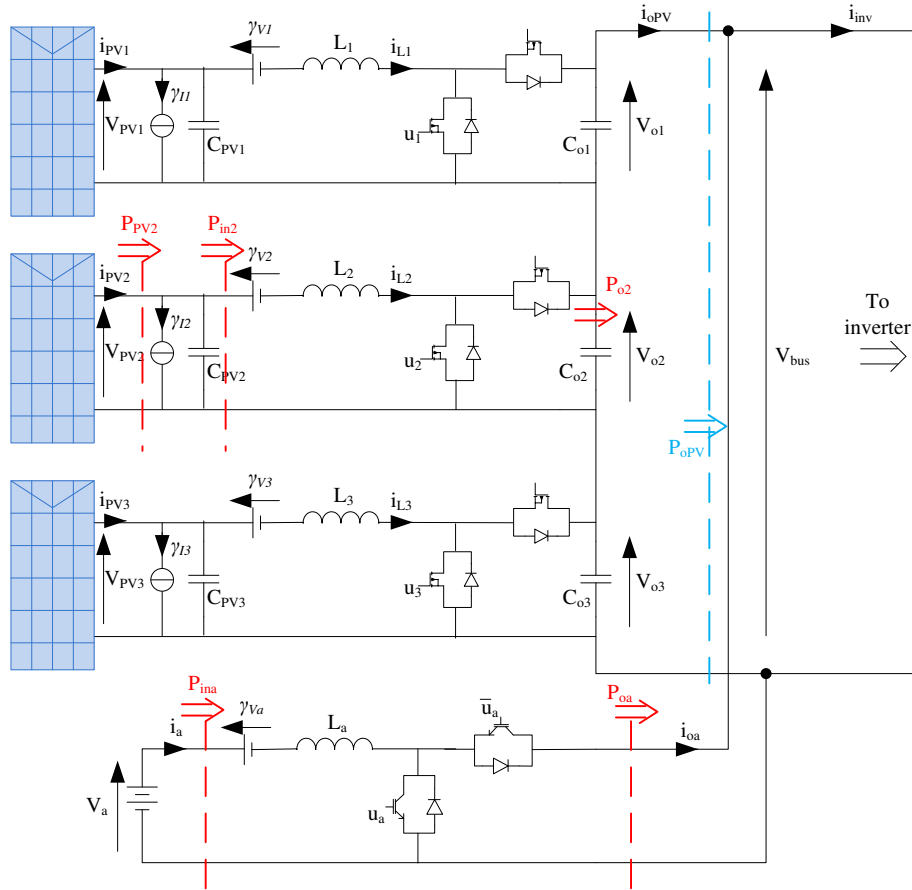 i_oPV i_inv
i_PV1 γ_V1 L_1 i_L1
γ_I1
V_PV1 C_PV1 u_1 C_o1 V_o1
P_PV2 P_in2
i_PV2 γ_V2 L_2 i_L2 P_o2
γ_I2
V_PV2 C_PV2 u_2 C_o2 V_o2 V_bus
To
inverter
P_oPV
i_PV3 γ_V3 L_3 i_L3
γ_I3
V_PV3 C_PV3 u_3 C_o3 V_o3
P_ina P_oa
i_a γ_Va L_a u̅_a i_oa
V_a u_a